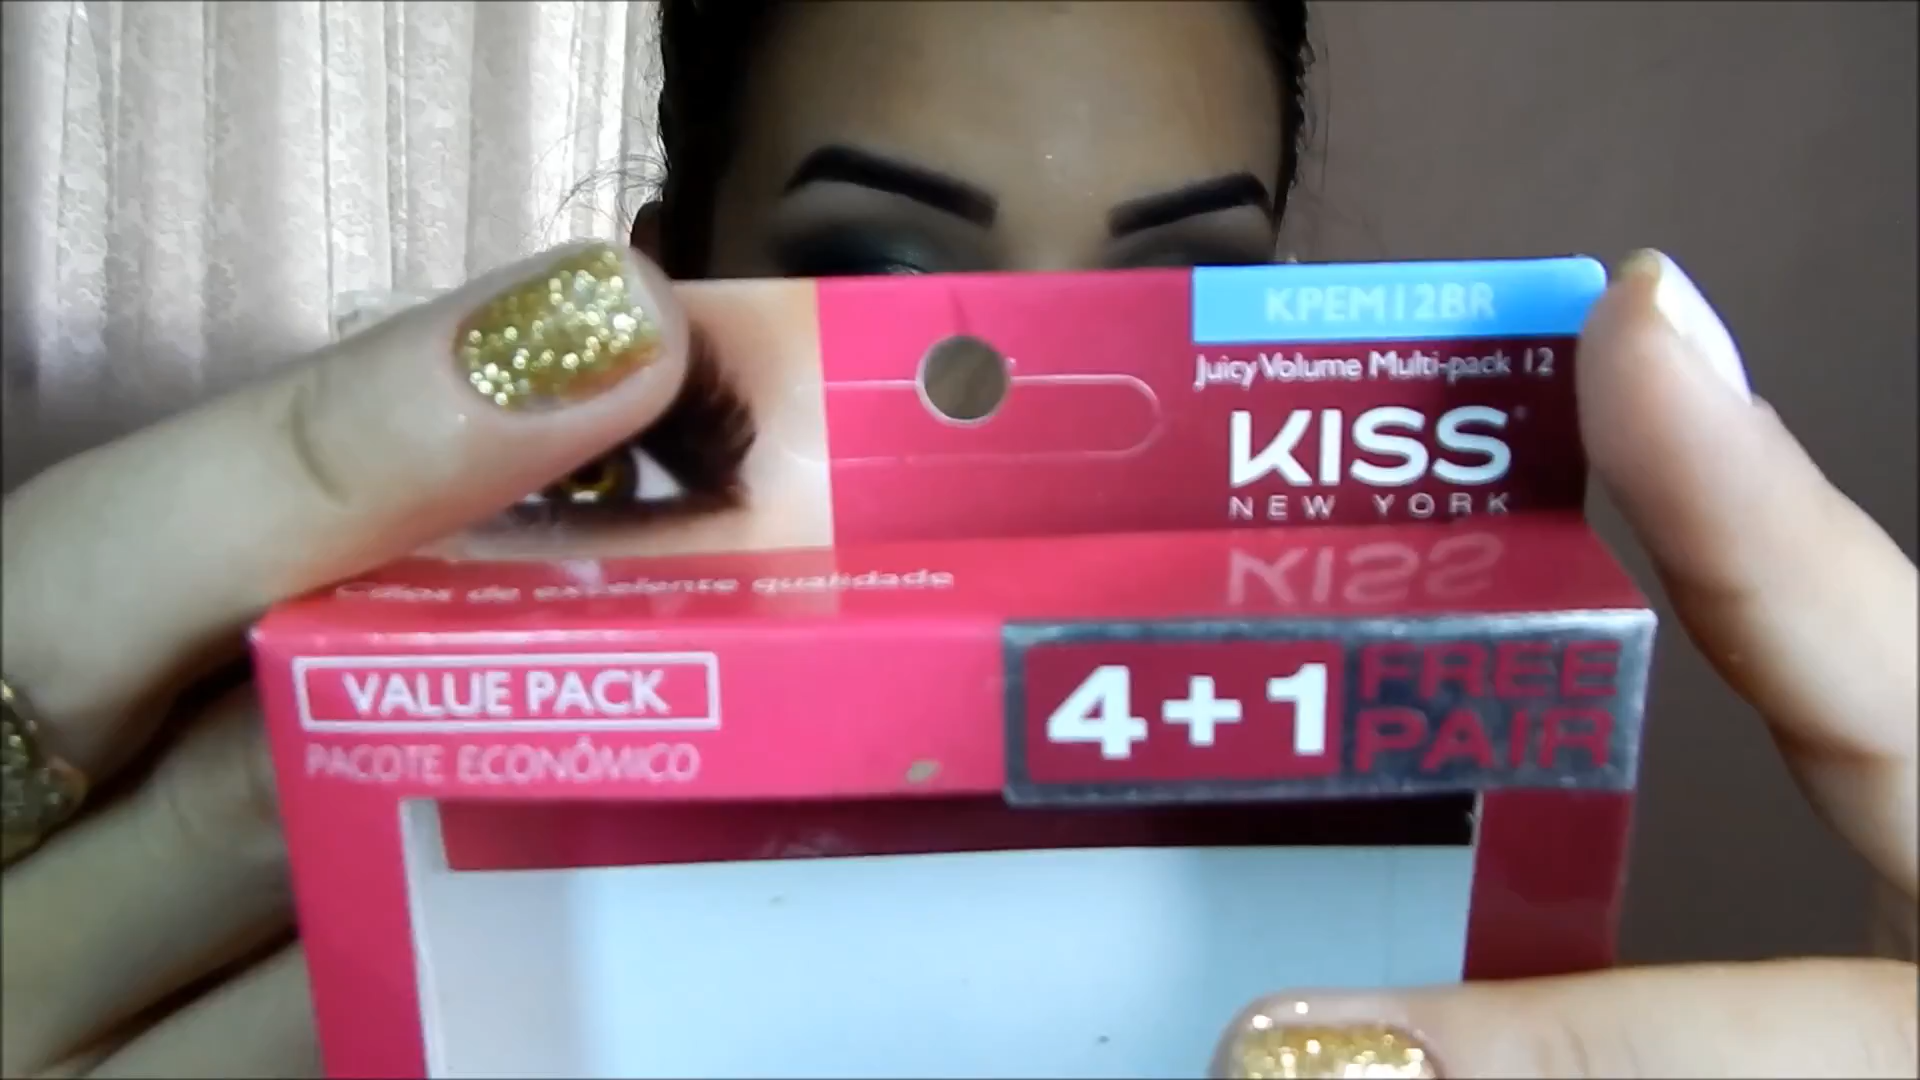 KPEM12BR
Juicy Volume Multi-pack 12
KISS
NEW YORK
Cílios de excelente qualidade
KISS
VALUE PACK
PACOTE ECONÔMICO
4+1 FREE PAIR